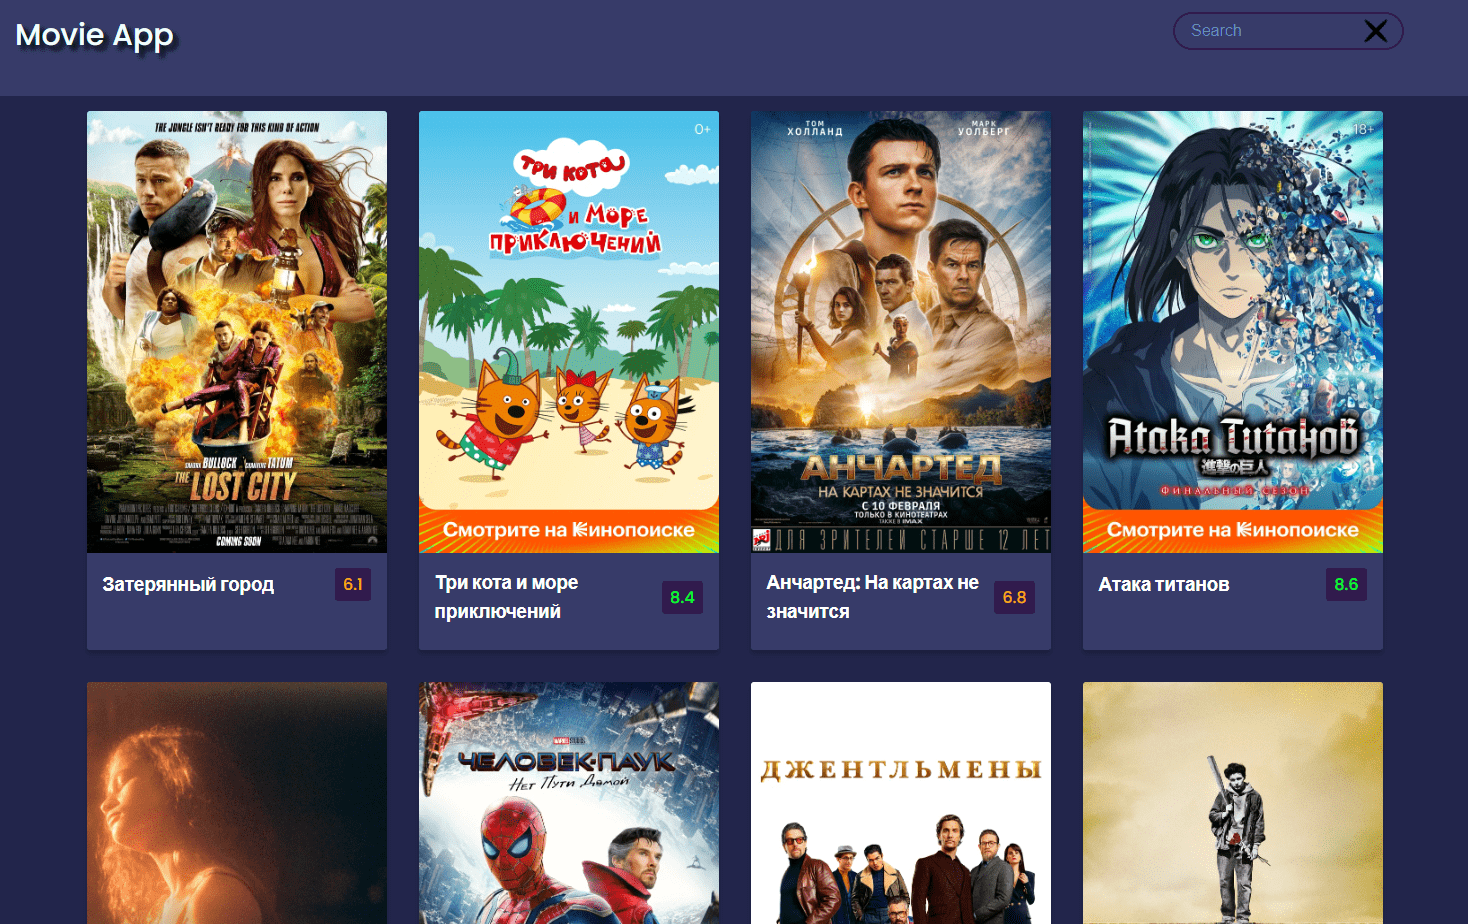 Movie App
Search
THE JUNGLE ISN'T READY FOR THIS KIND OF ACTION
SANDRA BULLOCK CHANNING TATUM
THE LOST CITY
COMING SOON
0+
ТРИ КОТА
И МОРЕ
ПРИКЛЮЧЕНИЙ
Смотрите на Кинопоиске
ТОМ ХОЛЛАНД
МАРК УОЛБЕРГ
АНЧАРТЕД
НА КАРТАХ НЕ ЗНАЧИТСЯ
С 10 ФЕВРАЛЯ
ТОЛЬКО В КИНОТЕАТРАХ
ТАКЖЕ В IMAX
ДЛЯ ЗРИТЕЛЕЙ СТАРШЕ 12 ЛЕТ
18+
Атака Титанов
進撃の巨人
ФИНАЛЬНЫЙ СЕЗОН
Смотрите на Кинопоиске
Затерянный город
6.1
Три кота и море
приключений
8.4
Анчартед: На картах не
значится
6.8
Атака титанов
8.6
ЧЕЛОВЕК-ПАУК
Нет Пути Домой
ДЖЕНТЛЬМЕНЫ